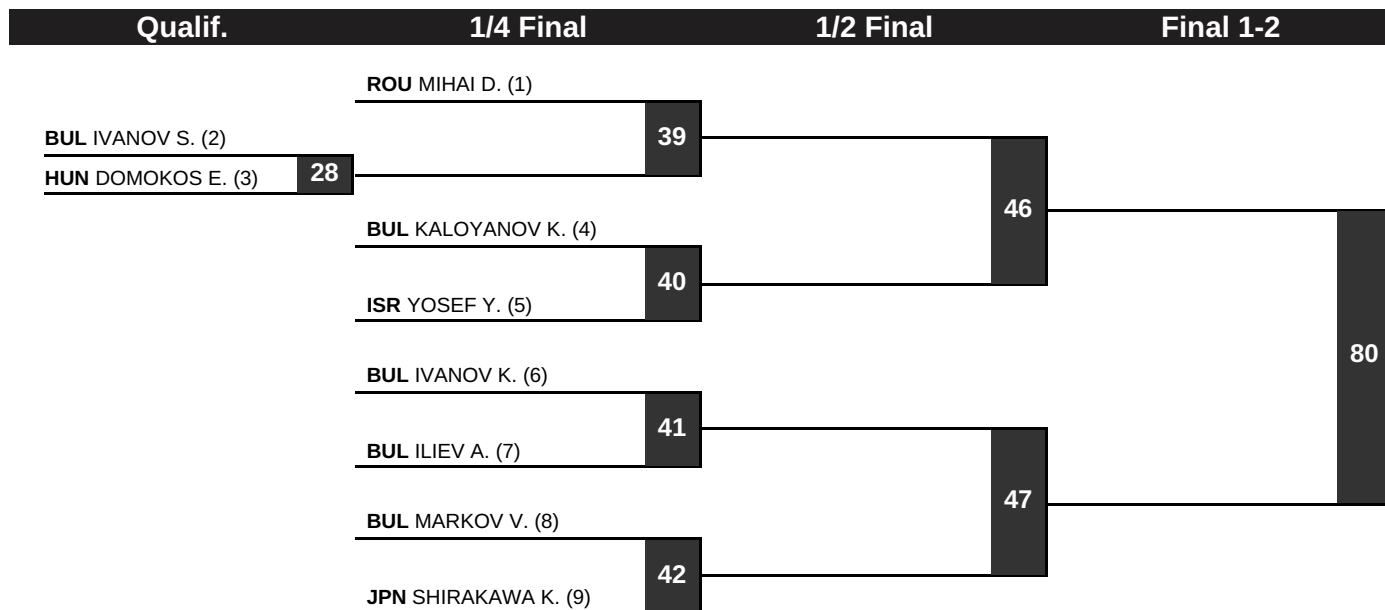 Qualif. 1/4 Final 1/2 Final Final 1-2
ROU MIHAI D. (1)
39
BUL IVANOV S. (2)
HUN DOMOKOS E. (3) 28
46
BUL KALOYANOV K. (4)
40
ISR YOSEF Y. (5)
80
BUL IVANOV K. (6)
41
BUL ILIEV A. (7)
47
BUL MARKOV V. (8)
42
JPN SHIRAKAWA K. (9)